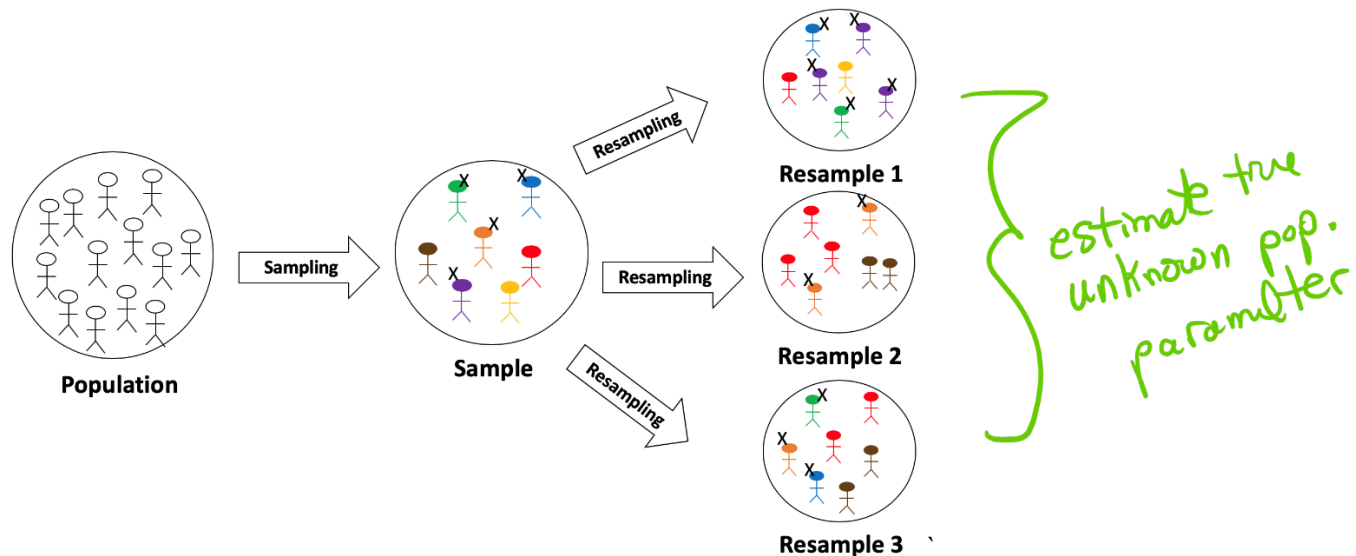 Population
Sampling
Sample
Resampling
Resampling
Resampling
Resample 1
Resample 2
Resample 3
X X
X X
X
X X
X
X
X
X
X
X
X
estimate true
unknown pop.
parameter